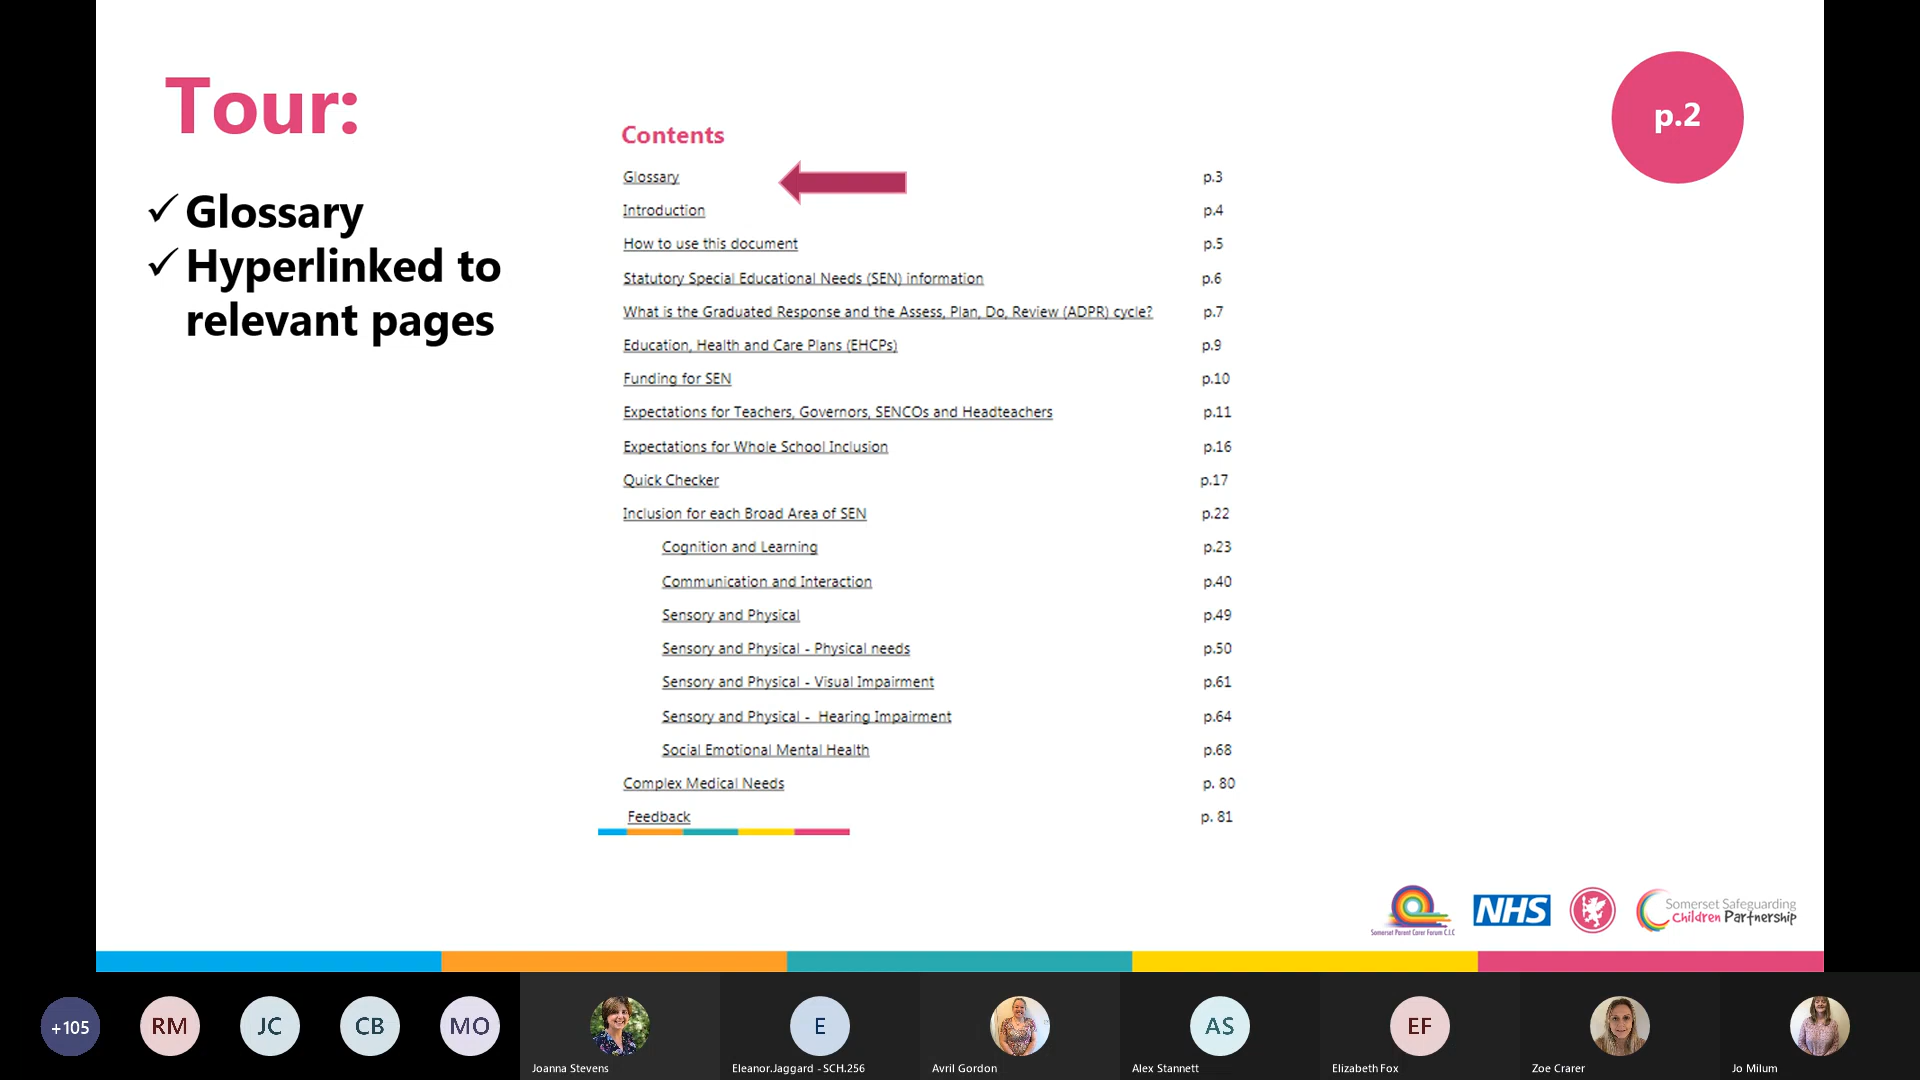 Tour:
p.2
✓ Glossary
✓ Hyperlinked to
relevant pages
Contents
Glossary p.3
Introduction p.4
How to use this document p.5
Statutory Special Educational Needs (SEN) information p.6
What is the Graduated Response and the Assess, Plan, Do, Review (ADPR) cycle? p.7
Education, Health and Care Plans (EHCPs) p.9
Funding for SEN p.10
Expectations for Teachers, Governors, SENCOs and Headteachers p.11
Expectations for Whole School Inclusion p.16
Quick Checker p.17
Inclusion for each Broad Area of SEN p.22
Cognition and Learning p.23
Communication and Interaction p.40
Sensory and Physical p.49
Sensory and Physical - Physical needs p.50
Sensory and Physical - Visual Impairment p.61
Sensory and Physical - Hearing Impairment p.64
Social Emotional Mental Health p.68
Complex Medical Needs p. 80
Feedback p. 81
Somerset Parent Carer Forum C.I.C
NHS
Somerset Safeguarding
Children Partnership
+105
RM
JC
CB
MO
E
AS
EF
Joanna Stevens
Eleanor.Jaggard - SCH.256
Avril Gordon
Alex Stannett
Elizabeth Fox
Zoe Crarer
Jo Milum